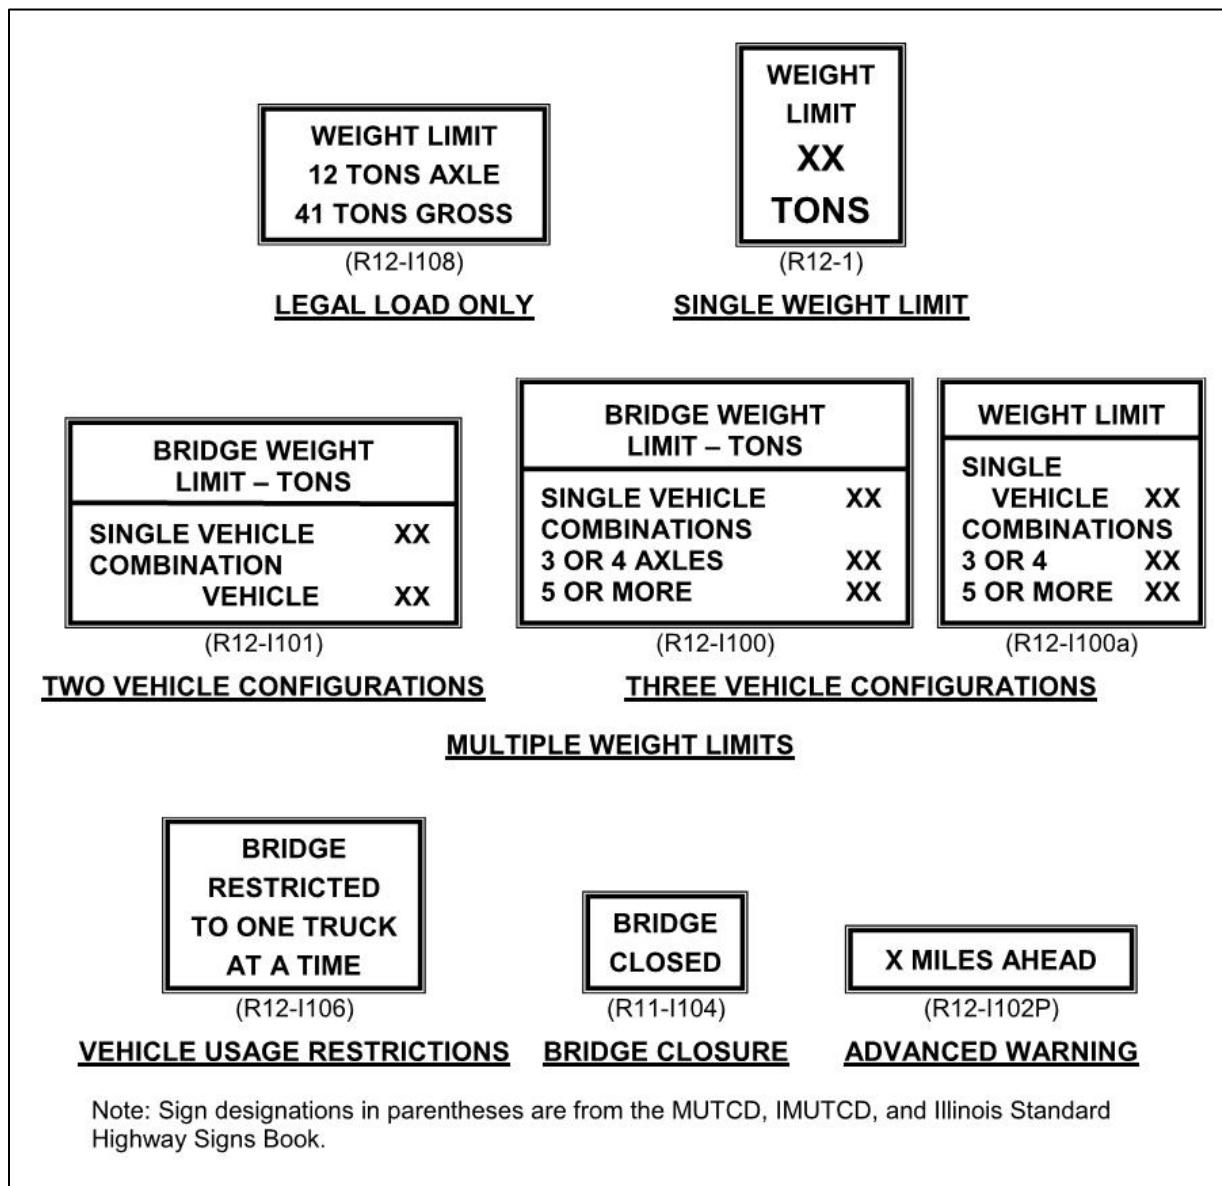 WEIGHT LIMIT
12 TONS AXLE
41 TONS GROSS
(R12-I108)
LEGAL LOAD ONLY
WEIGHT
LIMIT
XX
TONS
(R12-1)
SINGLE WEIGHT LIMIT
BRIDGE WEIGHT
LIMIT – TONS
SINGLE VEHICLE XX
COMBINATION
VEHICLE XX
(R12-I101)
TWO VEHICLE CONFIGURATIONS
BRIDGE WEIGHT
LIMIT – TONS
SINGLE VEHICLE XX
COMBINATIONS
3 OR 4 AXLES XX
5 OR MORE XX
(R12-I100)
WEIGHT LIMIT
SINGLE
VEHICLE XX
COMBINATIONS
3 OR 4 XX
5 OR MORE XX
(R12-I100a)
THREE VEHICLE CONFIGURATIONS
MULTIPLE WEIGHT LIMITS
BRIDGE
RESTRICTED
TO ONE TRUCK
AT A TIME
(R12-I106)
VEHICLE USAGE RESTRICTIONS
BRIDGE
CLOSED
(R11-I104)
BRIDGE CLOSURE
X MILES AHEAD
(R12-I102P)
ADVANCED WARNING
Note: Sign designations in parentheses are from the MUTCD, IMUTCD, and Illinois Standard
Highway Signs Book.